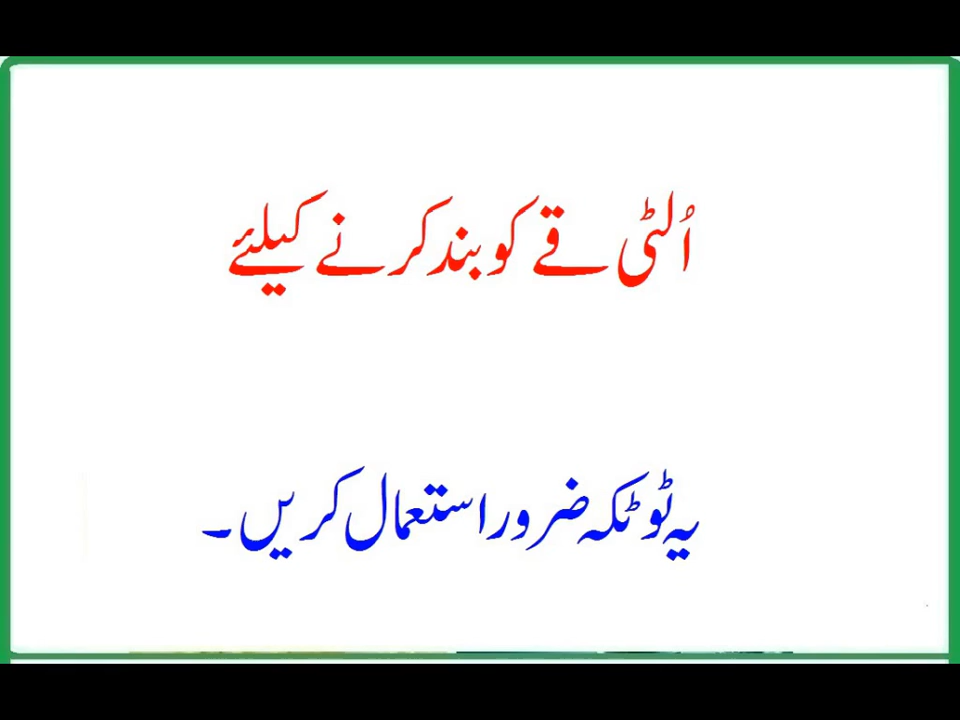 اُلٹی قے کو بند کرنے کیلئے
یہ ٹوٹکہ ضرور استعمال کریں۔